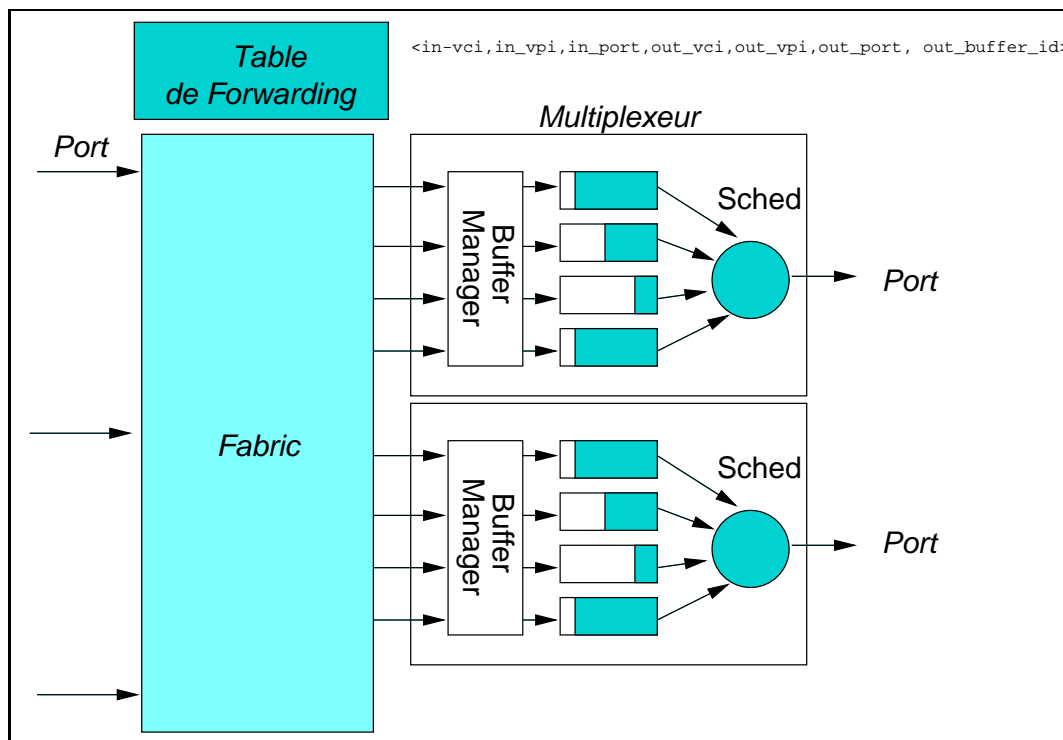 Table
de Forwarding
<in-vci,in_vpi,in_port,out_vci,out_vpi,out_port, out_buffer_id>
Multiplexeur
Port
Buffer
Manager
Sched
Port
Fabric
Buffer
Manager
Sched
Port